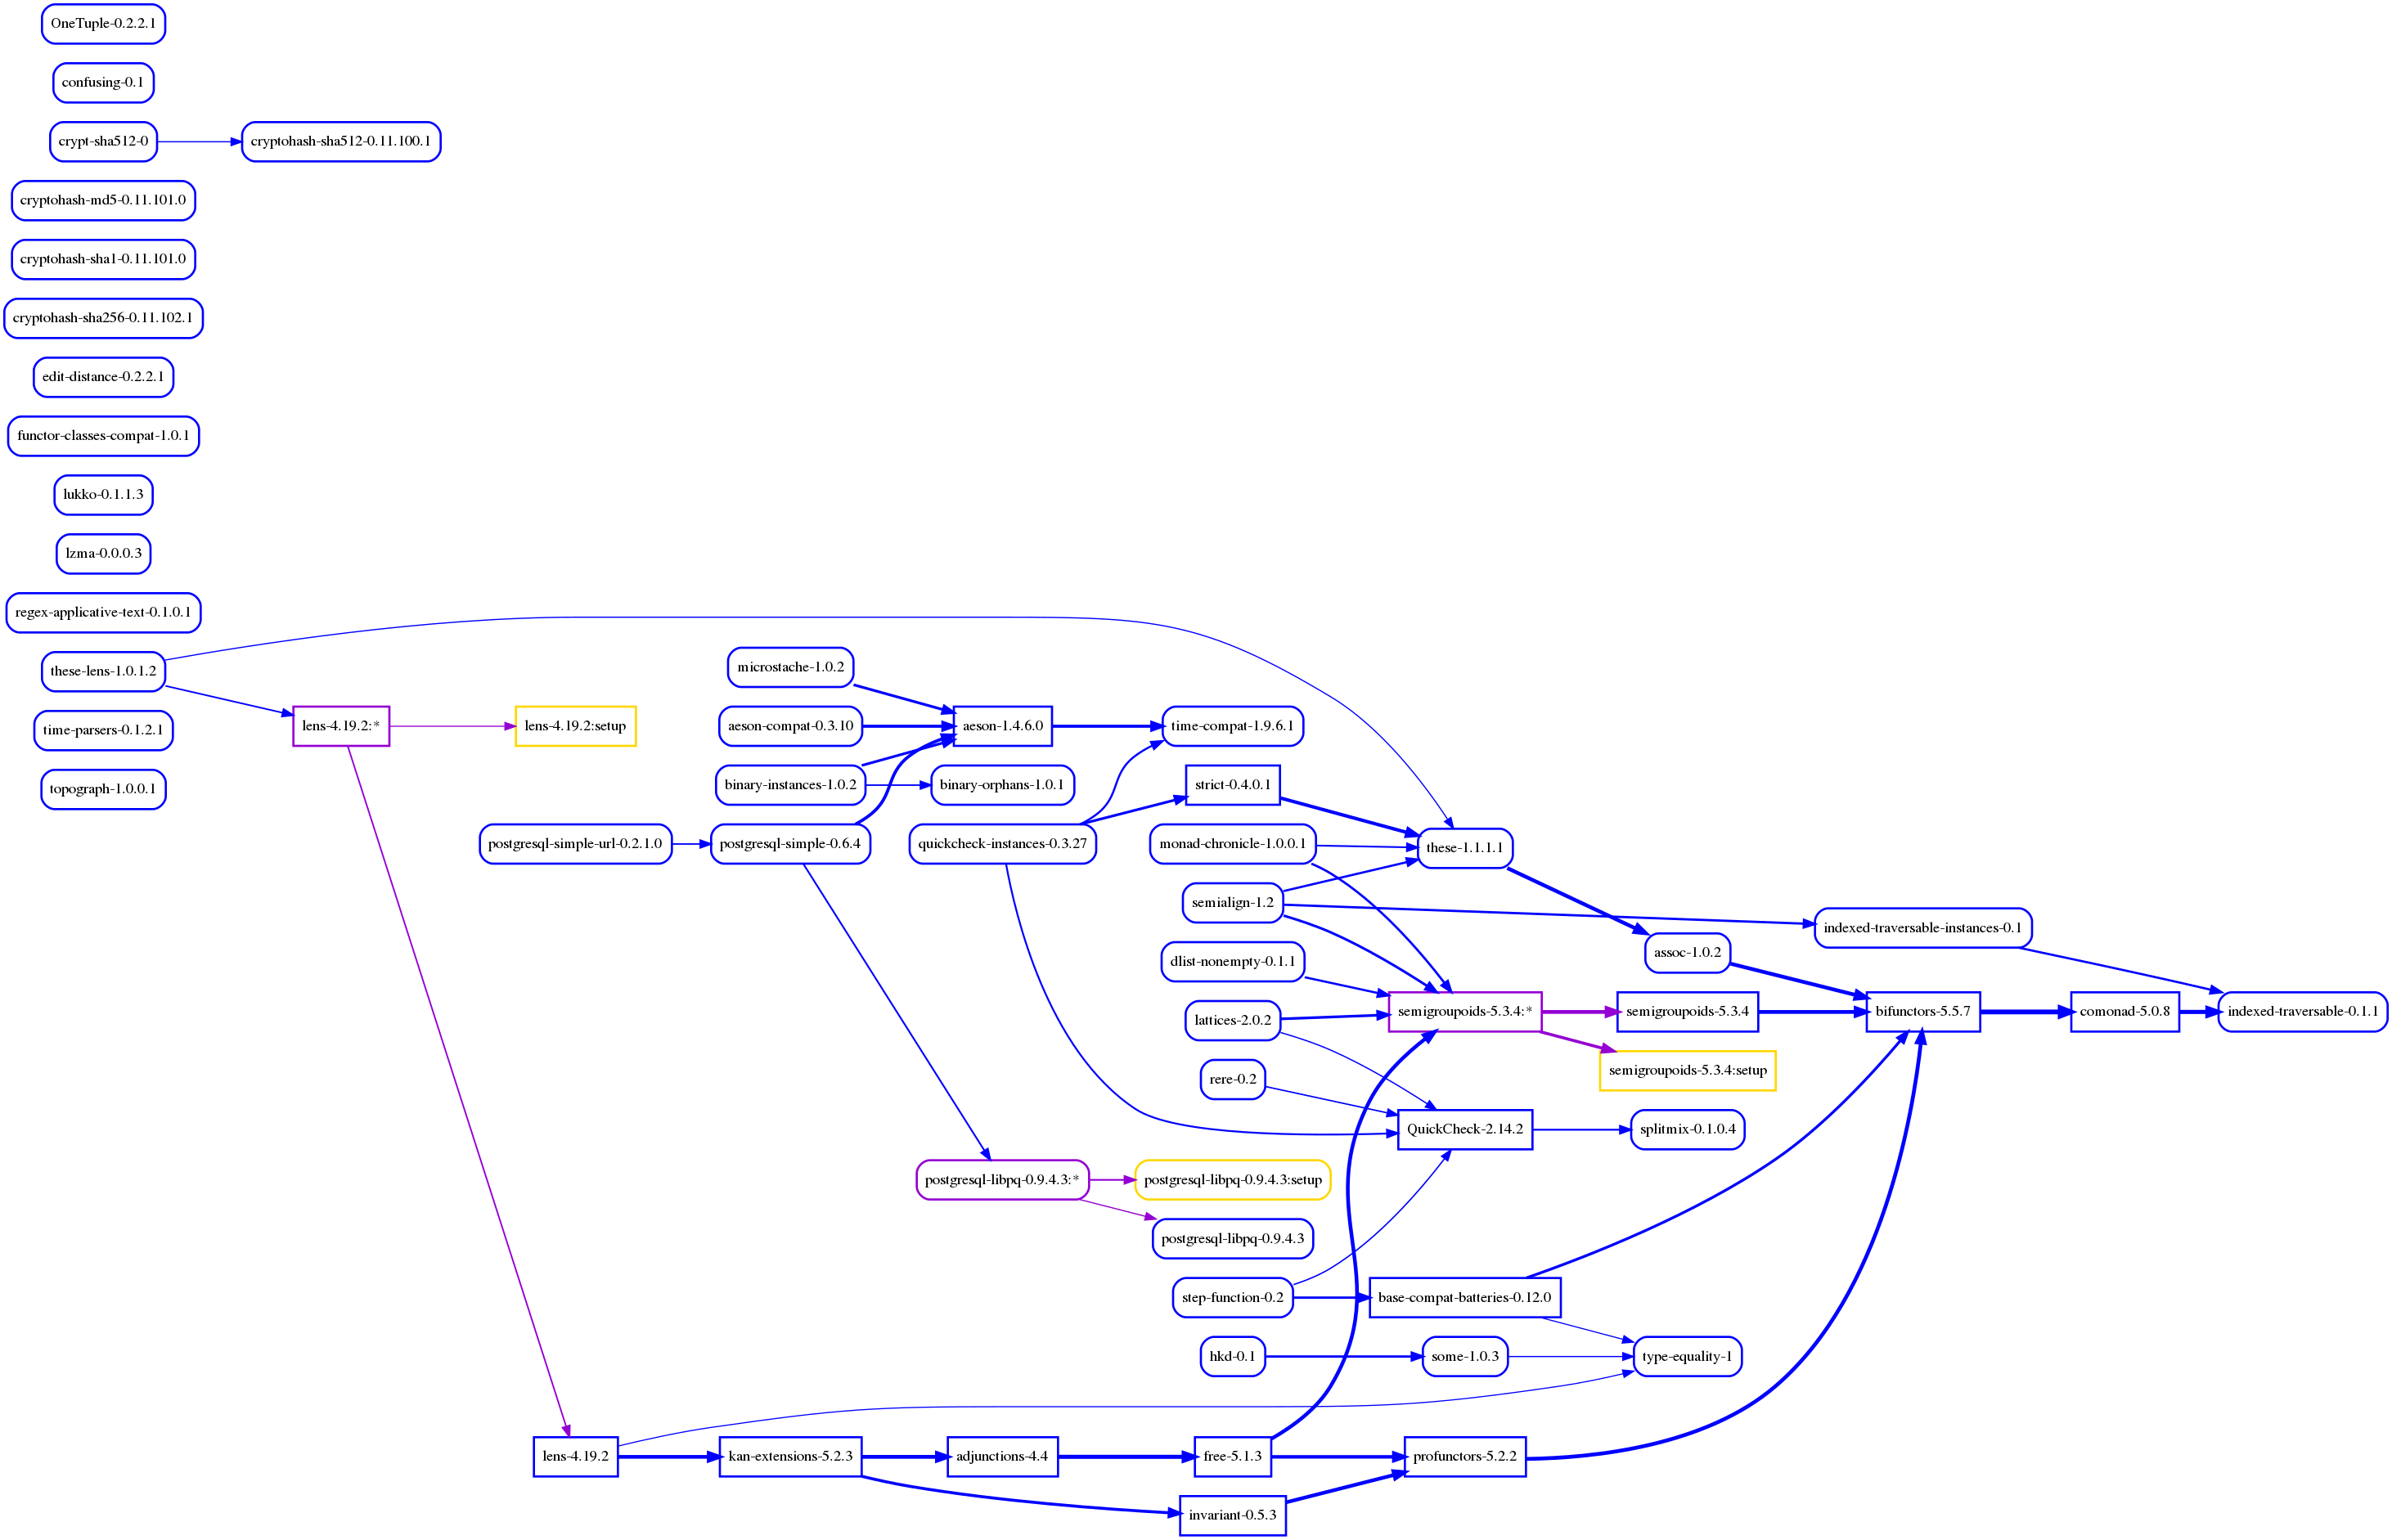 OneTuple-0.2.2.1
confusing-0.1
crypt-sha512-0
cryptohash-sha512-0.11.100.1
cryptohash-md5-0.11.101.0
cryptohash-sha1-0.11.101.0
cryptohash-sha256-0.11.102.1
edit-distance-0.2.2.1
functor-classes-compat-1.0.1
lukko-0.1.1.3
lzma-0.0.0.3
regex-applicative-text-0.1.0.1
these-lens-1.0.1.2
microstache-1.0.2
time-parsers-0.1.2.1
lens-4.19.2:*
lens-4.19.2:setup
aeson-compat-0.3.10
aeson-1.4.6.0
time-compat-1.9.6.1
topograph-1.0.0.1
binary-instances-1.0.2
binary-orphans-1.0.1
strict-0.4.0.1
postgresql-simple-url-0.2.1.0
postgresql-simple-0.6.4
quickcheck-instances-0.3.27
monad-chronicle-1.0.0.1
these-1.1.1.1
semialign-1.2
indexed-traversable-instances-0.1
assoc-1.0.2
dlist-nonempty-0.1.1
semigroupoids-5.3.4:*
semigroupoids-5.3.4
bifunctors-5.5.7
comonad-5.0.8
indexed-traversable-0.1.1
lattices-2.0.2
semigroupoids-5.3.4:setup
rere-0.2
QuickCheck-2.14.2
splitmix-0.1.0.4
postgresql-libpq-0.9.4.3:*
postgresql-libpq-0.9.4.3:setup
postgresql-libpq-0.9.4.3
step-function-0.2
base-compat-batteries-0.12.0
hkd-0.1
some-1.0.3
type-equality-1
lens-4.19.2
kan-extensions-5.2.3
adjunctions-4.4
free-5.1.3
profunctors-5.2.2
invariant-0.5.3